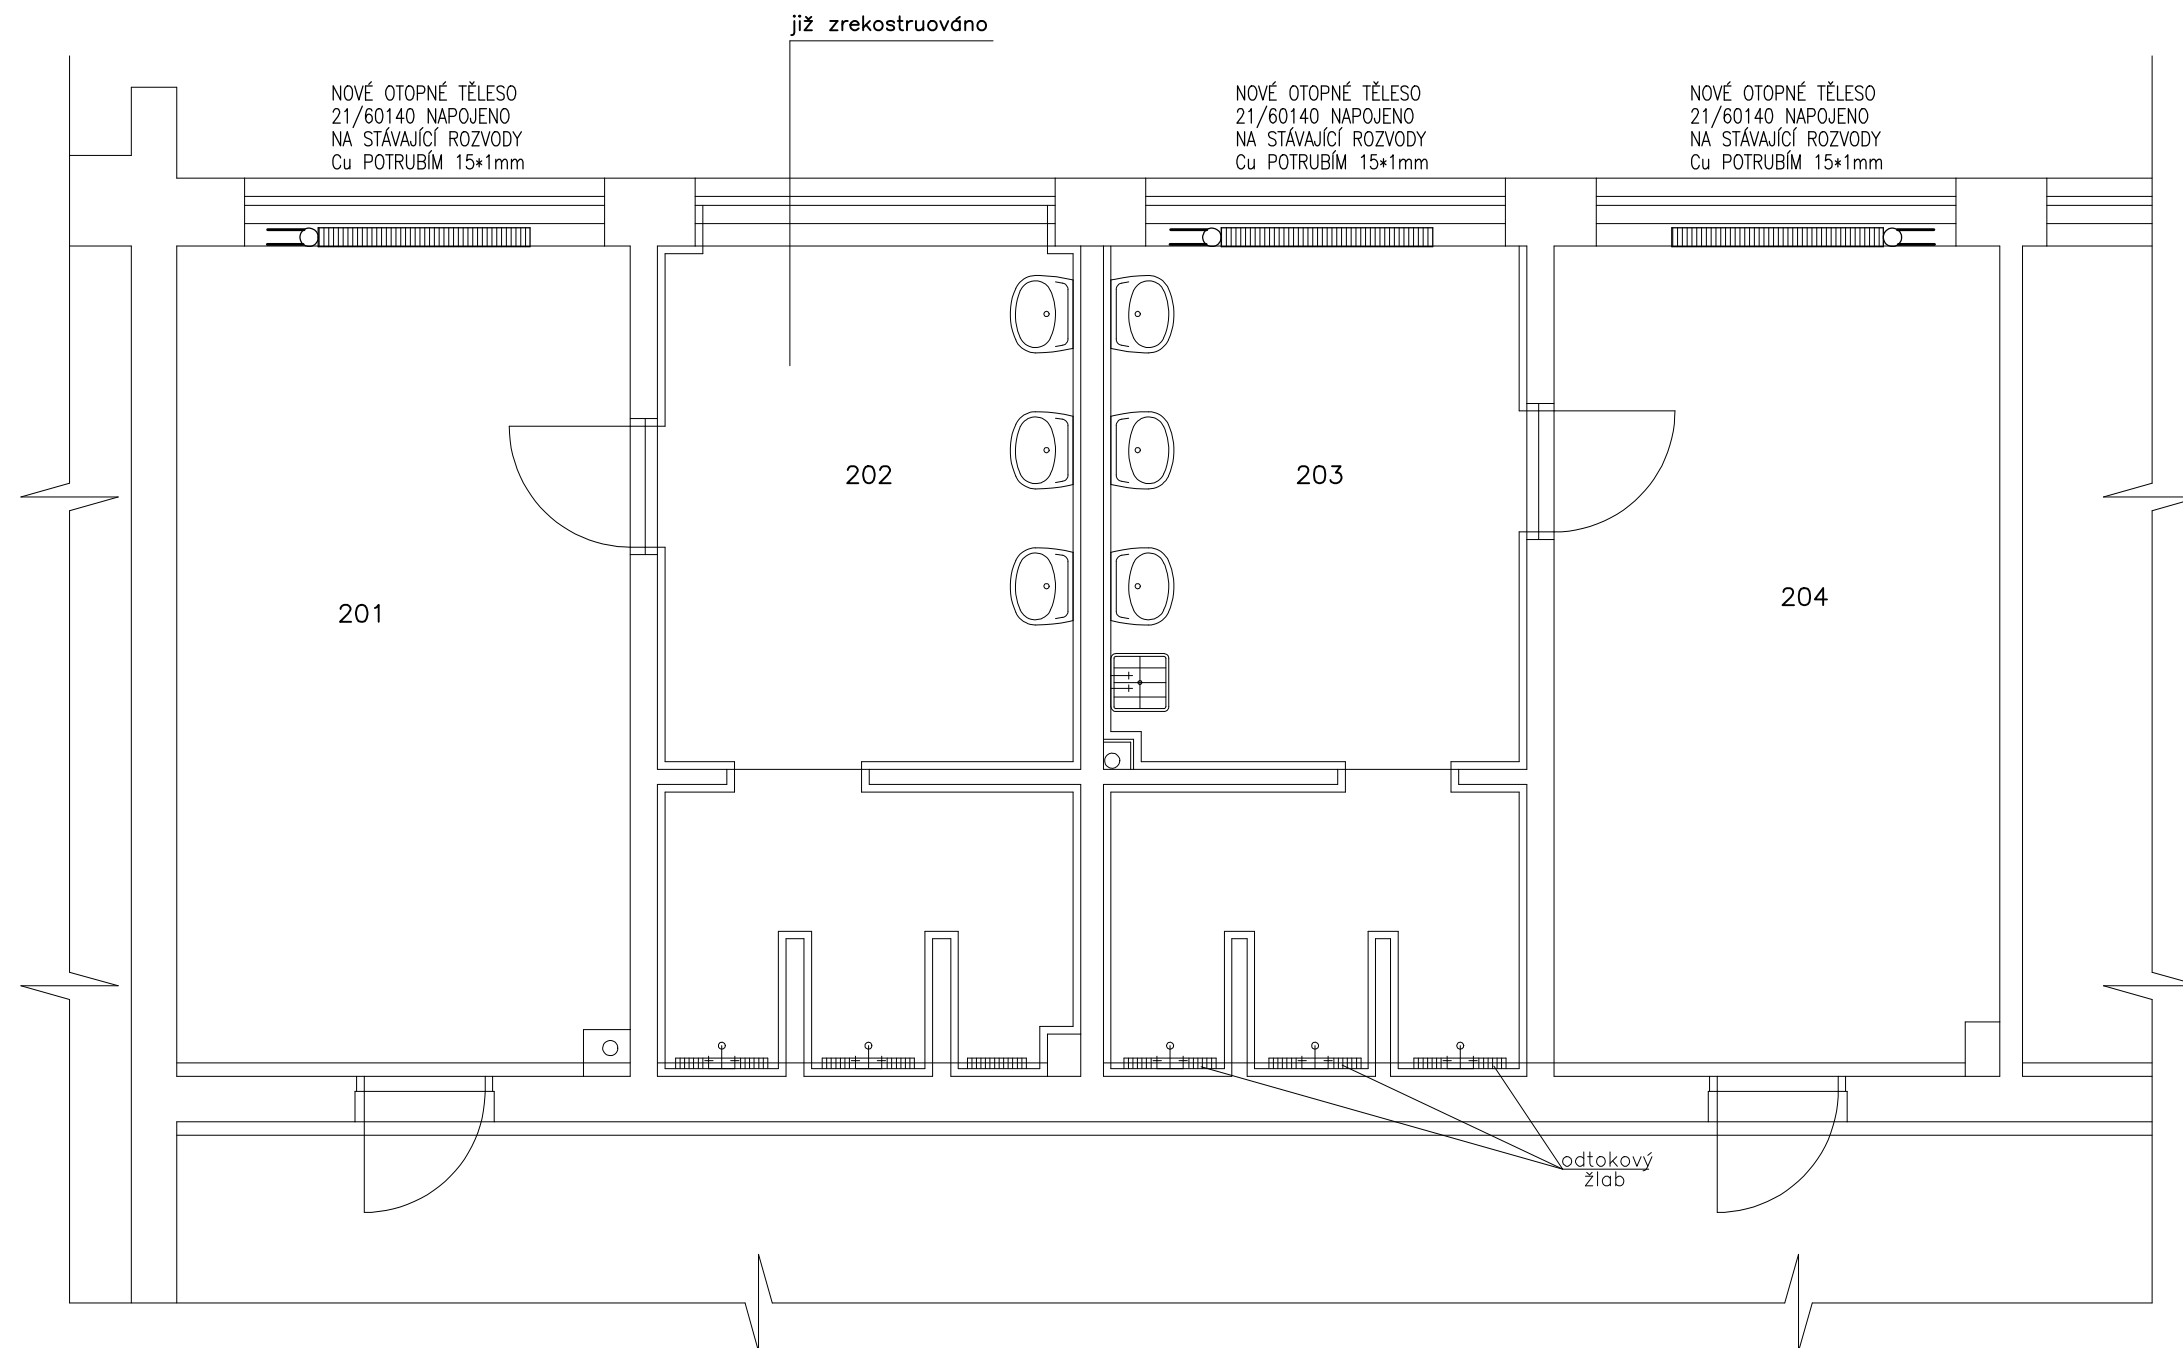 již zrekostruováno
NOVÉ OTOPNÉ TĚLESO
21/60140 NAPOJENO
NA STÁVAJÍCÍ ROZVODY
Cu POTRUBÍM 15*1mm
NOVÉ OTOPNÉ TĚLESO
21/60140 NAPOJENO
NA STÁVAJÍCÍ ROZVODY
Cu POTRUBÍM 15*1mm
NOVÉ OTOPNÉ TĚLESO
21/60140 NAPOJENO
NA STÁVAJÍCÍ ROZVODY
Cu POTRUBÍM 15*1mm
201
202
203
204
odtokový
žlab